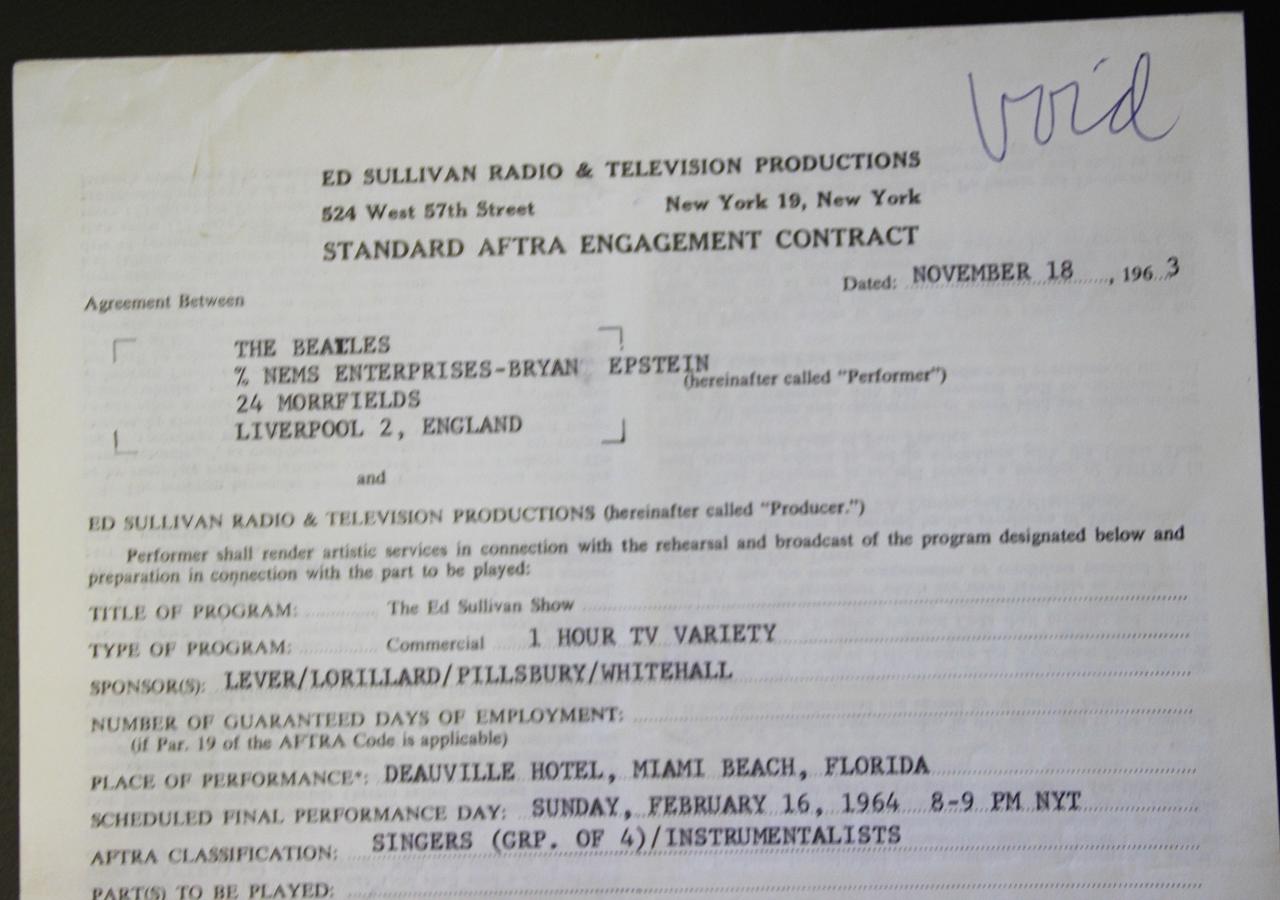 void
ED SULLIVAN RADIO & TELEVISION PRODUCTIONS
524 West 57th Street New York 19, New York
STANDARD AFTRA ENGAGEMENT CONTRACT
Dated: NOVEMBER 18, 1963
Agreement Between
THE BEATLES
% NEMS ENTERPRISES-BRYAN EPSTEIN
(hereinafter called "Performer")
24 MORRFIELDS
LIVERPOOL 2, ENGLAND
and
ED SULLIVAN RADIO & TELEVISION PRODUCTIONS (hereinafter called "Producer.")
Performer shall render artistic services in connection with the rehearsal and broadcast of the program designated below and
preparation in connection with the part to be played:
TITLE OF PROGRAM: The Ed Sullivan Show
TYPE OF PROGRAM: Commercial 1 HOUR TV VARIETY
SPONSOR(S): LEVER/LORILLARD/PILLSBURY/WHITEHALL
NUMBER OF GUARANTEED DAYS OF EMPLOYMENT:
(if Par. 19 of the AFTRA Code is applicable)
PLACE OF PERFORMANCE*: DEAUVILLE HOTEL, MIAMI BEACH, FLORIDA
SCHEDULED FINAL PERFORMANCE DAY: SUNDAY, FEBRUARY 16, 1964 8-9 PM NYT
AFTRA CLASSIFICATION: SINGERS (GRP. OF 4)/INSTRUMENTALISTS
PART(S) TO BE PLAYED: